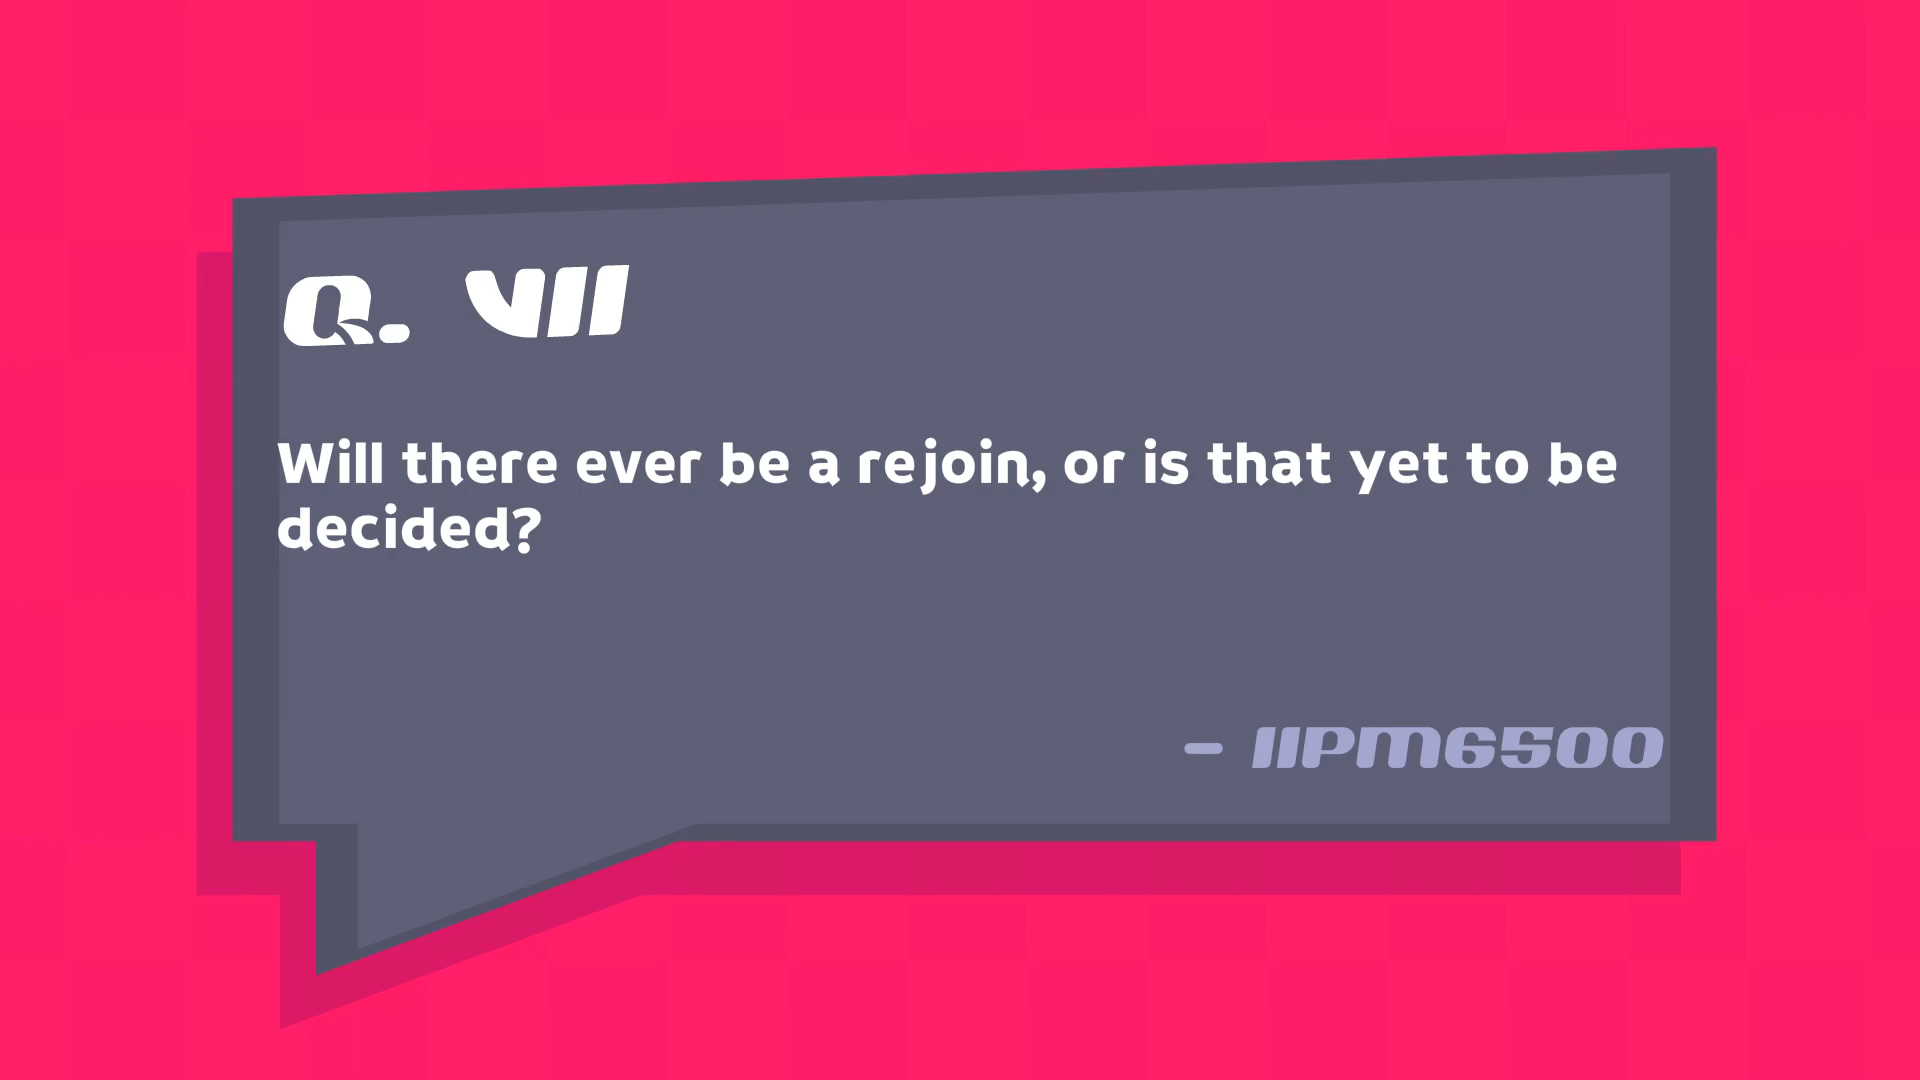 Q. VII
Will there ever be a rejoin, or is that yet to be
decided?
- IIPM6500